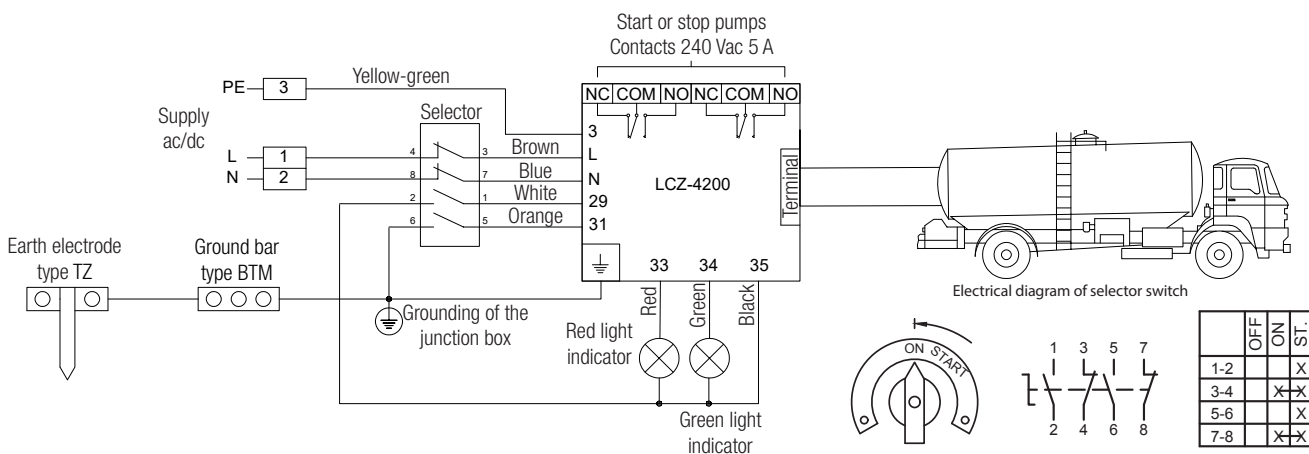 Start or stop pumps
Contacts 240 Vac 5 A
NC COM NO NC COM NO
PE 3
Yellow-green
Supply
ac/dc
Selector
3
L 1
4 3
Brown
L
N 2
8 7
Blue
N
2 1
White
29
6 5
Orange
31
LCZ-4200
Terminal
Earth electrode
type TZ
Ground bar
type BTM
Grounding of the
junction box
33 34 35
Red
Green
Black
Red light
indicator
Green light
indicator
Electrical diagram of selector switch
ON START
1 3 5 7
2 4 6 8
OFF ON ST.
1-2 X
3-4 X X
5-6 X
7-8 X X